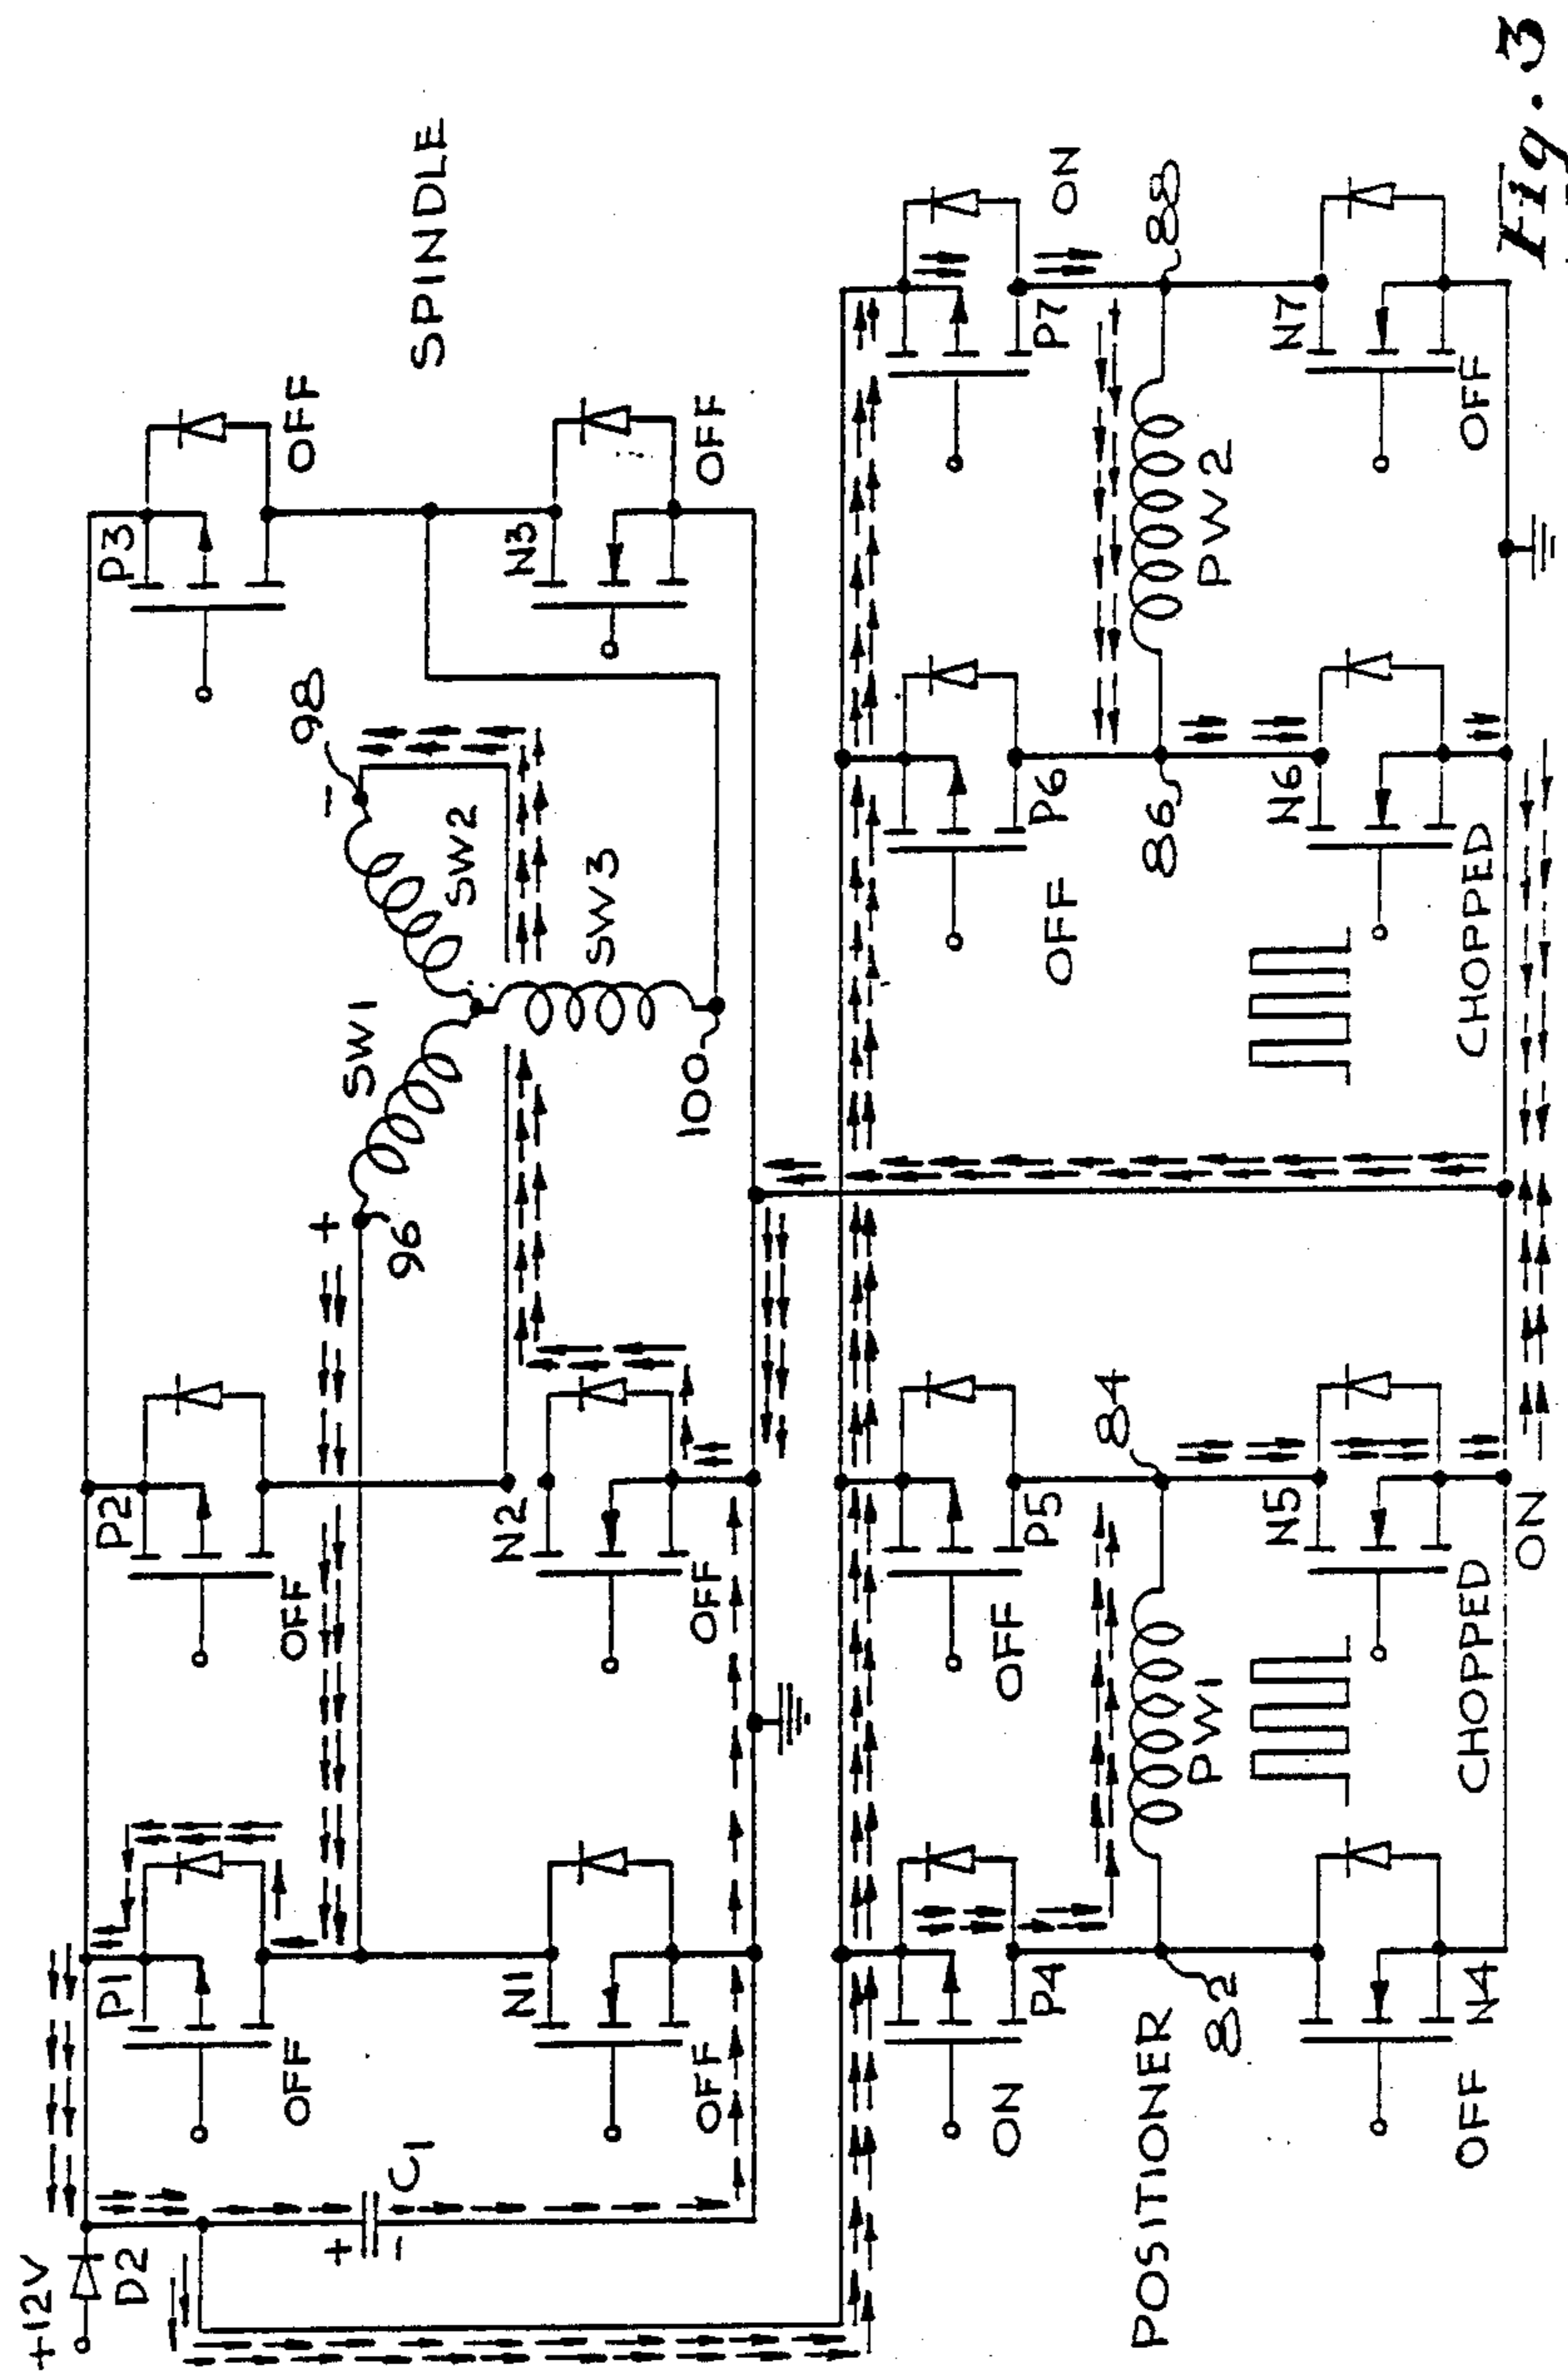 +12V
D2
P1
OFF
P2
OFF
P3
OFF
SPINDLE
+
96
SW1
SW2
SW3
-
98
100
+
-
C1
N1
OFF
N2
OFF
N3
OFF
POSITIONER
ON
P4
OFF
P5
OFF
P6
P7
ON
82
PW1
84
86
PW2
88
OFF
N4
CHOPPED
N5
ON
CHOPPED
N6
OFF
N7
Fig. 3